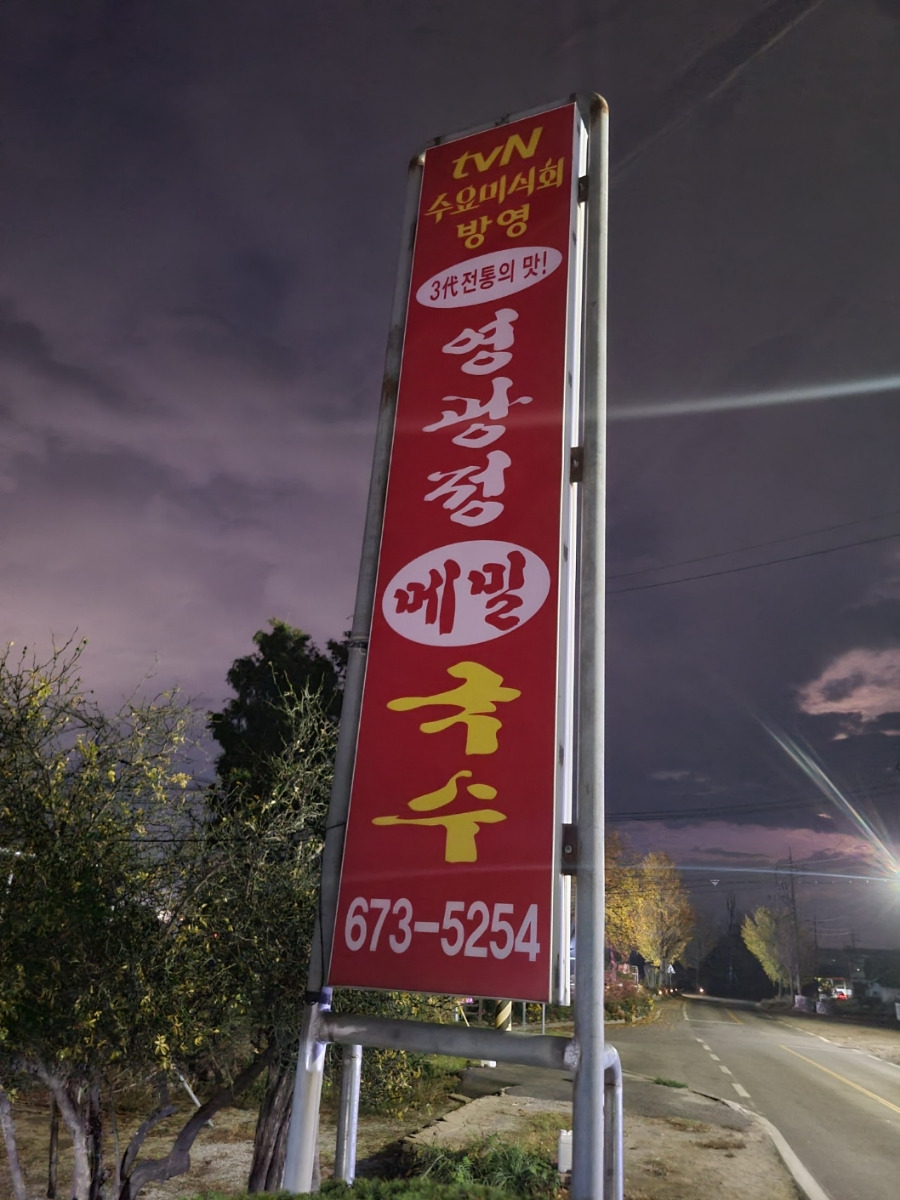 tvN
수요미식회
방영
3代전통의 맛!
영
광
정
메밀
국
수
673-5254